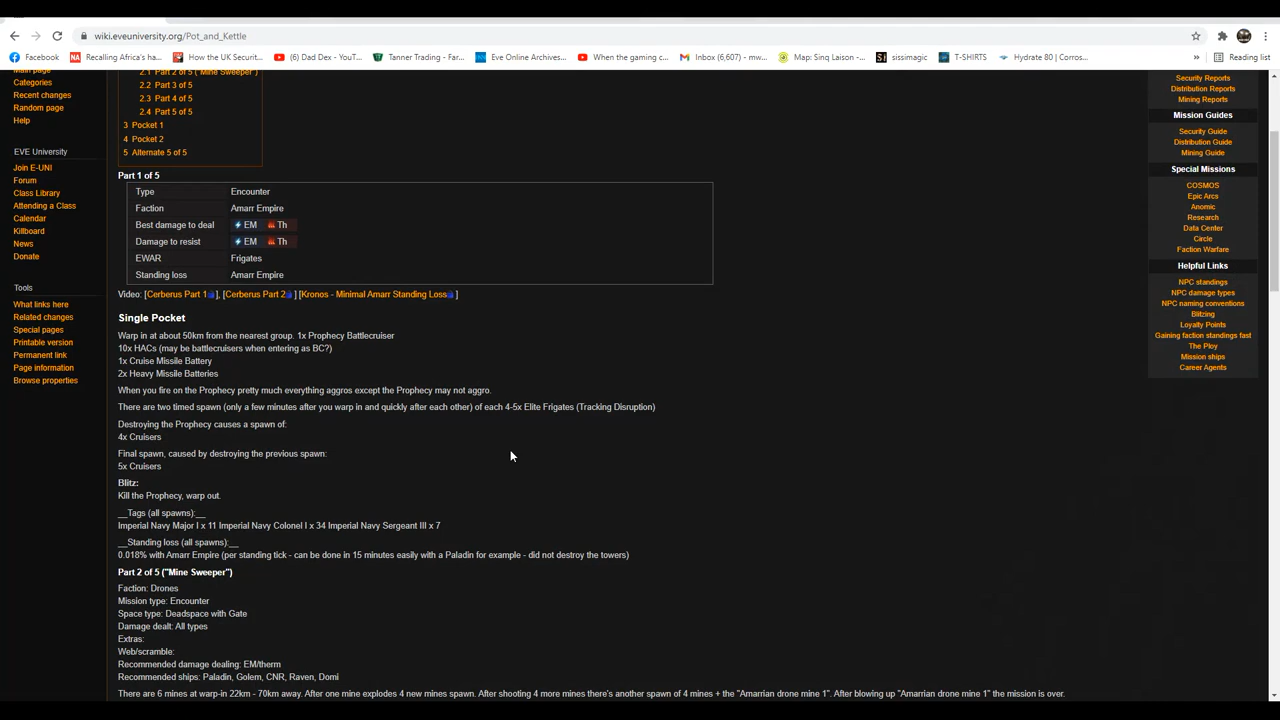 wiki.eveuniversity.org/Pot_and_Kettle
Facebook
NA Recalling Africa's ha...
How the UK Securit...
(6) Dad Dex - YouT...
Tanner Trading - Far...
Eve Online Archives...
When the gaming c...
Inbox (6,607) - mw...
Map: Sinq Laison -...
sissimagic
T-SHIRTS
Hydrate 80 | Corros...
»
Reading list
Main page
Categories
Recent changes
Random page
Help
EVE University
Join E-UNI
Forum
Class Library
Attending a Class
Calendar
Killboard
News
Donate
Tools
What links here
Related changes
Special pages
Printable version
Permanent link
Page information
Browse properties
2.1 Part 2 of 5 ("Mine Sweeper")
2.2 Part 3 of 5
2.3 Part 4 of 5
2.4 Part 5 of 5
3 Pocket 1
4 Pocket 2
5 Alternate 5 of 5
Part 1 of 5
Type Encounter
Faction Amarr Empire
Best damage to deal EM Th
Damage to resist EM Th
EWAR Frigates
Standing loss Amarr Empire
Video: [Cerberus Part 1], [Cerberus Part 2] [Kronos - Minimal Amarr Standing Loss]
Single Pocket
Warp in at about 50km from the nearest group. 1x Prophecy Battlecruiser
10x HACs (may be battlecruisers when entering as BC?)
1x Cruise Missile Battery
2x Heavy Missile Batteries
When you fire on the Prophecy pretty much everything aggros except the Prophecy may not aggro.
There are two timed spawn (only a few minutes after you warp in and quickly after each other) of each 4-5x Elite Frigates (Tracking Disruption)
Destroying the Prophecy causes a spawn of:
4x Cruisers
Final spawn, caused by destroying the previous spawn:
5x Cruisers
Blitz:
Kill the Prophecy, warp out.
__Tags (all spawns):__
Imperial Navy Major I x 11 Imperial Navy Colonel I x 34 Imperial Navy Sergeant III x 7
__Standing loss (all spawns):__
0.018% with Amarr Empire (per standing tick - can be done in 15 minutes easily with a Paladin for example - did not destroy the towers)
Part 2 of 5 ("Mine Sweeper")
Faction: Drones
Mission type: Encounter
Space type: Deadspace with Gate
Damage dealt: All types
Extras:
Web/scramble:
Recommended damage dealing: EM/therm
Recommended ships: Paladin, Golem, CNR, Raven, Domi
There are 6 mines at warp-in 22km - 70km away. After one mine explodes 4 new mines spawn. After shooting 4 more mines there's another spawn of 4 mines + the "Amarrian drone mine 1". After blowing up "Amarrian drone mine 1" the mission is over.
Security Reports
Distribution Reports
Mining Reports
Mission Guides
Security Guide
Distribution Guide
Mining Guide
Special Missions
COSMOS
Epic Arcs
Anomic
Research
Data Center
Circle
Faction Warfare
Helpful Links
NPC standings
NPC damage types
NPC naming conventions
Blitzing
Loyalty Points
Gaining faction standings fast
The Ploy
Mission ships
Career Agents